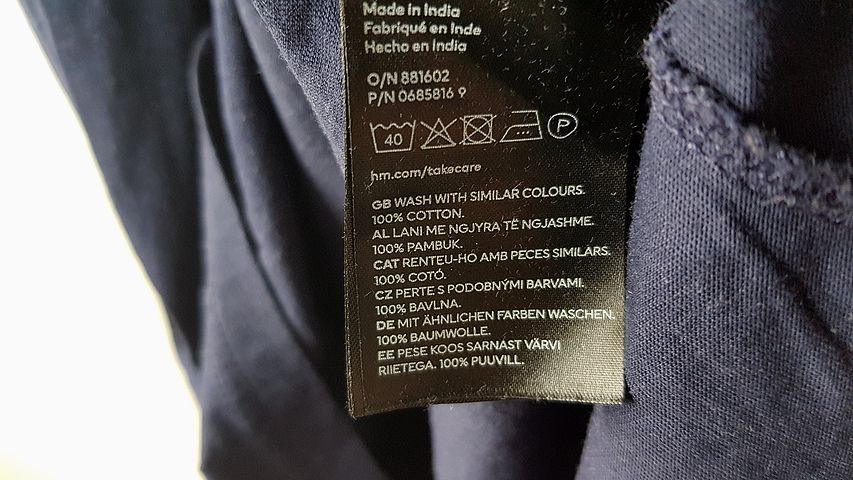 Made in India
Fabriqué en Inde
Hecho en India
O/N 881602
P/N 0685816 9
40 P
hm.com/takecare
GB WASH WITH SIMILAR COLOURS.
100% COTTON.
AL LANI ME NGJYRA TË NGJASHME.
100% PAMBUK.
CAT RENTEU-HO AMB PECES SIMILARS.
100% COTÓ.
CZ PERTE S PODOBNÝMI BARVAMI.
100% BAVLNA.
DE MIT ÄHNLICHEN FARBEN WASCHEN.
100% BAUMWOLLE.
EE PESE KOOS SARNAST VÄRVI
RIIETEGA. 100% PUUVILL.